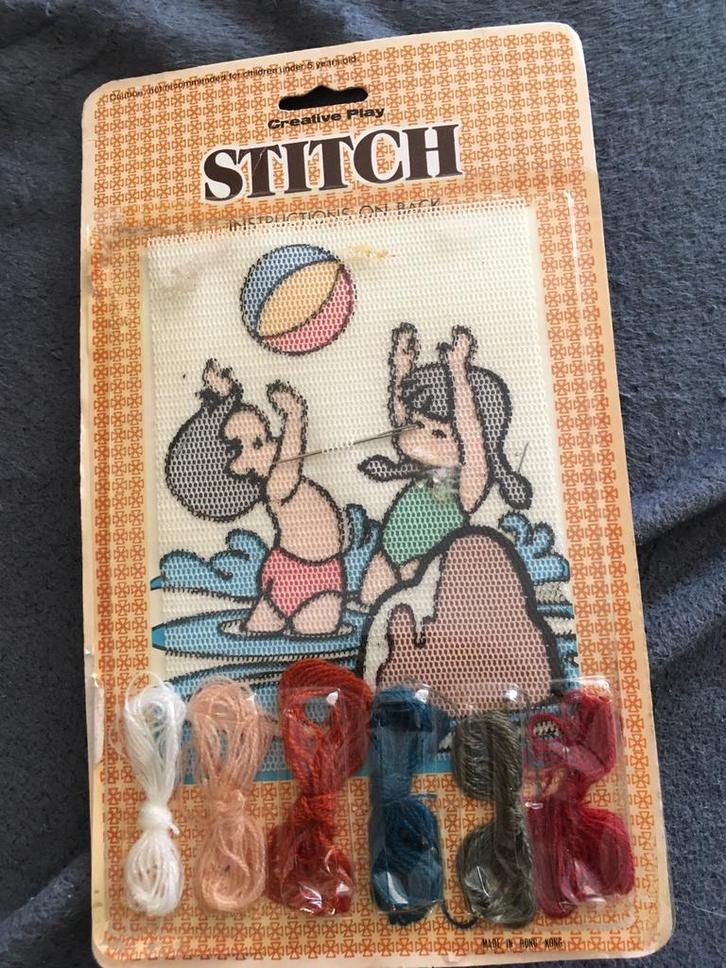 Caution: not recommended for children under 5 years old.
Creative Play
STITCH
INSTRUCTIONS ON BACK
MADE IN HONG KONG